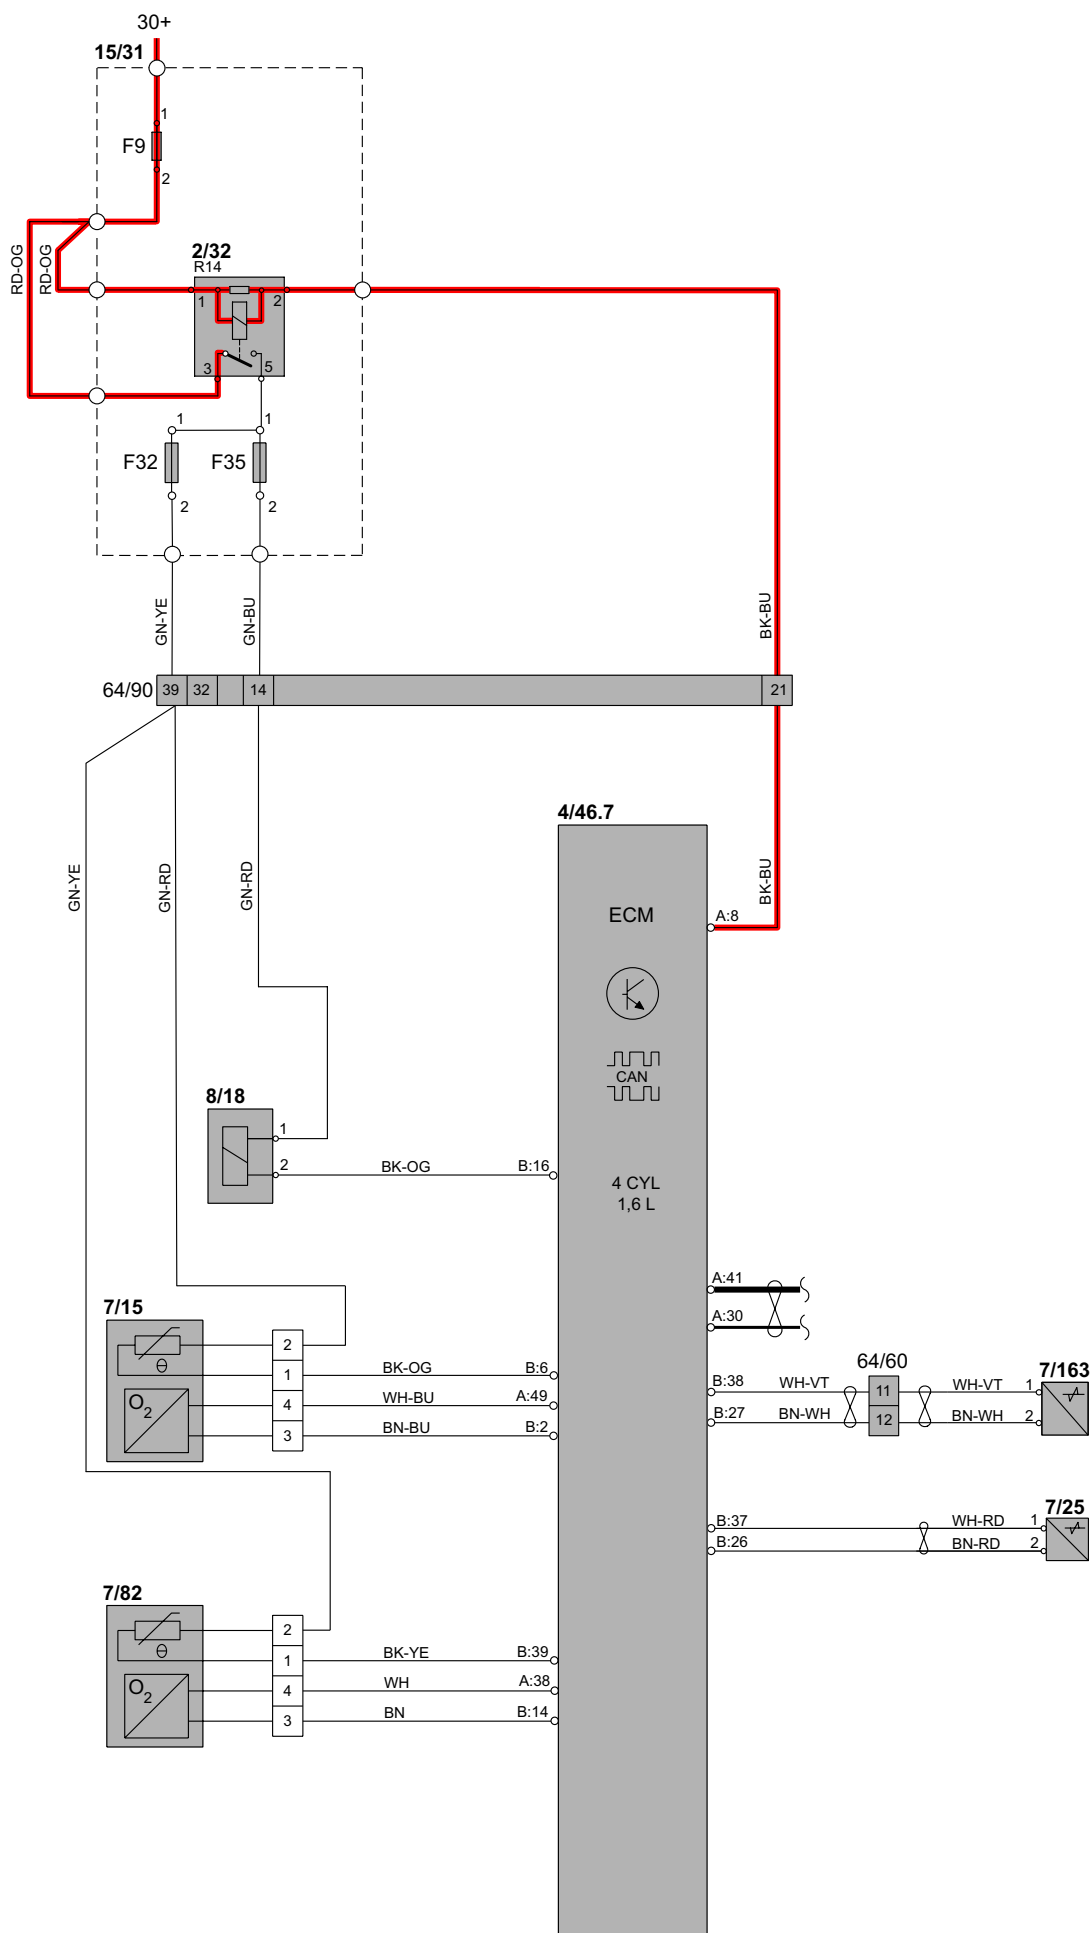 30+
15/31
1
F9
2
RD-OG
RD-OG
2/32
R14
1
2
3
5
1
1
F32
F35
2
2
GN-YE
GN-BU
BK-BU
64/90
39
32
14
21
4/46.7
GN-YE
GN-RD
GN-RD
BK-BU
ECM
A:8
CAN
8/18
1
2
BK-OG
B:16
4 CYL
1,6 L
A:41
A:30
7/15
2
1
BK-OG
B:6
4
WH-BU
A:49
3
BN-BU
B:2
θ
O2
64/60
7/163
B:38
WH-VT
11
WH-VT
1
B:27
BN-WH
12
BN-WH
2
7/25
B:37
WH-RD
1
B:26
BN-RD
2
7/82
2
1
BK-YE
B:39
4
WH
A:38
3
BN
B:14
θ
O2